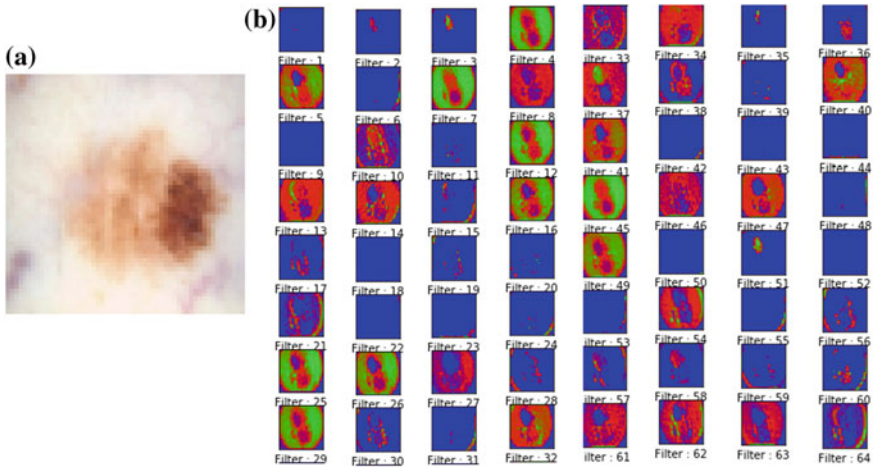 (a)
(b)
Filter : 1 Filter : 2 Filter : 3 Filter : 4 Filter : 33 Filter : 34 Filter : 35 Filter : 36
Filter : 5 Filter : 6 Filter : 7 Filter : 8 Filter : 37 Filter : 38 Filter : 39 Filter : 40
Filter : 9 Filter : 10 Filter : 11 Filter : 12 Filter : 41 Filter : 42 Filter : 43 Filter : 44
Filter : 13 Filter : 14 Filter : 15 Filter : 16 Filter : 45 Filter : 46 Filter : 47 Filter : 48
Filter : 17 Filter : 18 Filter : 19 Filter : 20 ilter : 49 Filter : 50 Filter : 51 Filter : 52
Filter : 21 Filter : 22 Filter : 23 Filter : 24 ilter : 53 Filter : 54 Filter : 55 Filter : 56
Filter : 25 Filter : 26 Filter : 27 Filter : 28 ilter : 57 Filter : 58 Filter : 59 Filter : 60
Filter : 29 Filter : 30 Filter : 31 Filter : 32 ilter : 61 Filter : 62 Filter : 63 Filter : 64